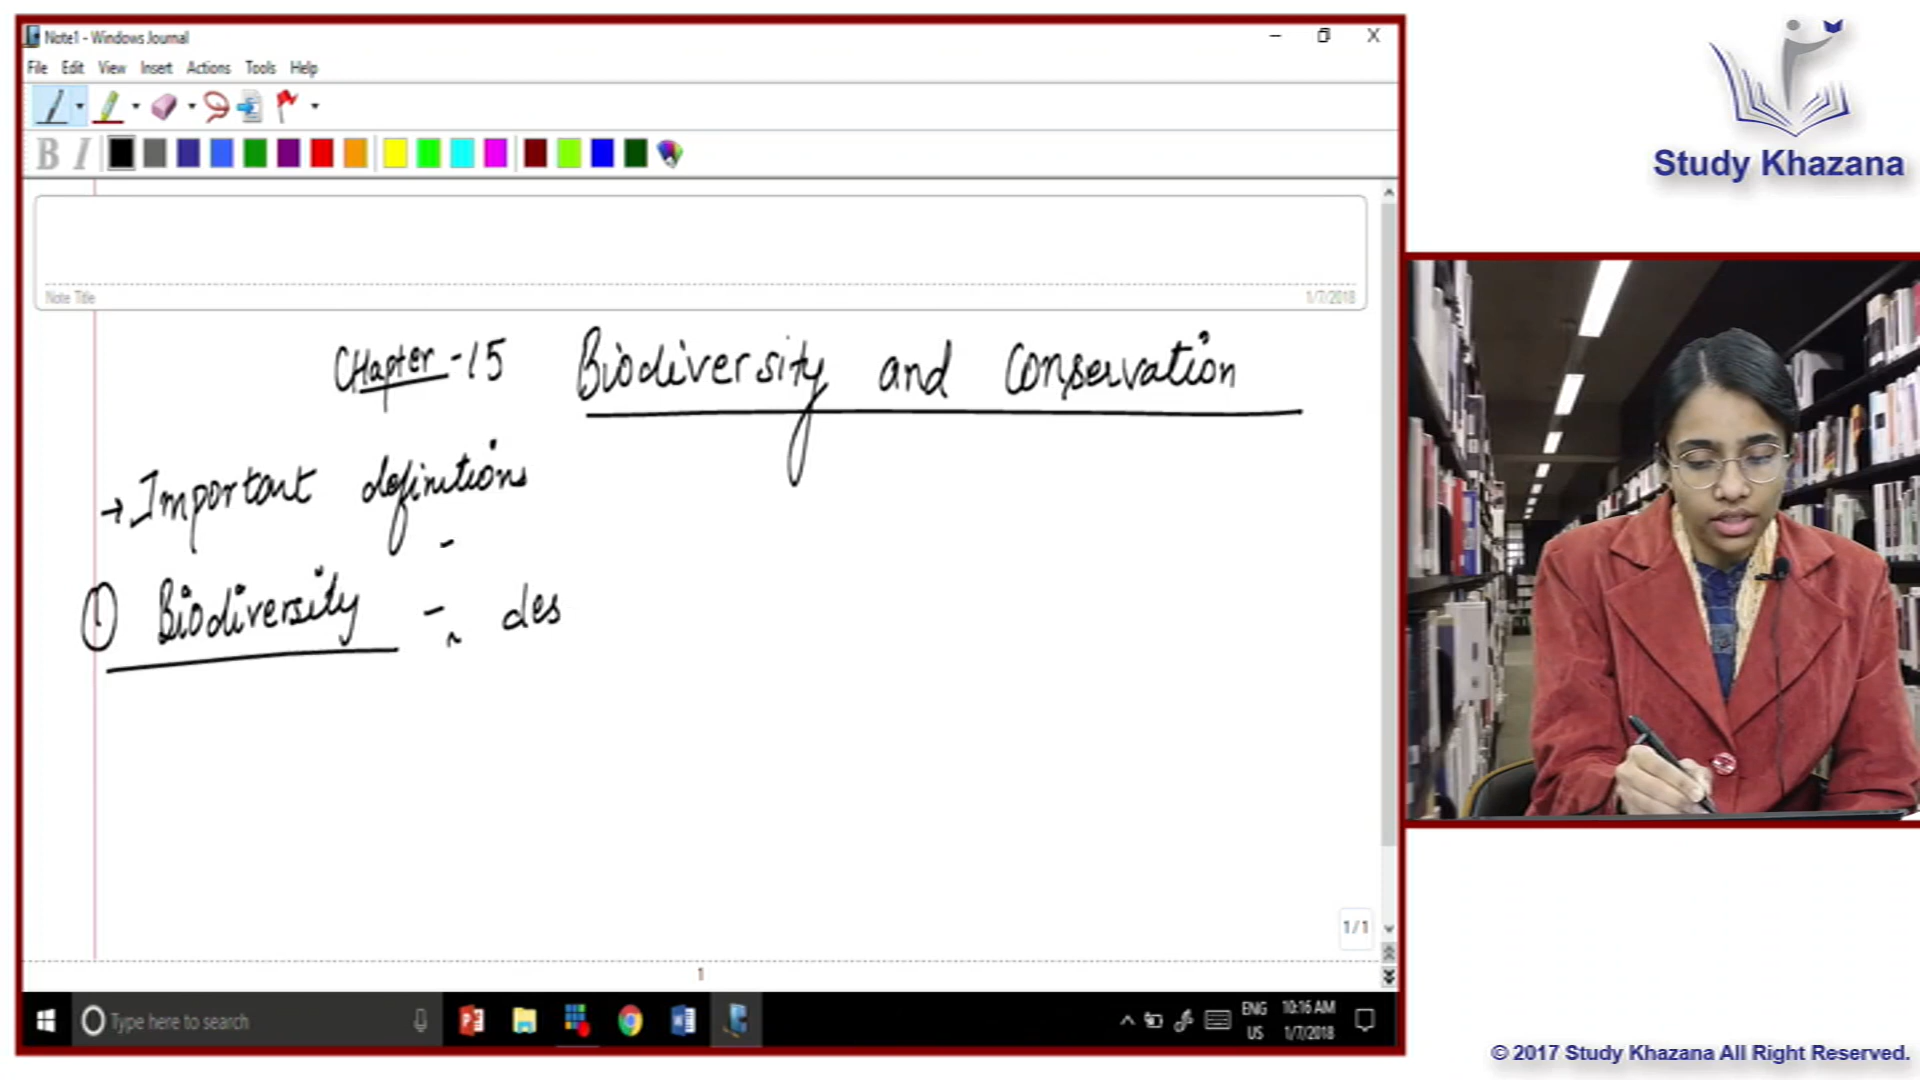 Note1 - Windows Journal
File Edit View Insert Actions Tools Help
B I
Note Title
1/7/2018
CHapter -15 Biodiversity and Conservation
→ Important definitions
-
① Biodiversity - des
1/1
1
Type here to search
ENG
US
10:16 AM
1/7/2018
Study Khazana
© 2017 Study Khazana All Right Reserved.